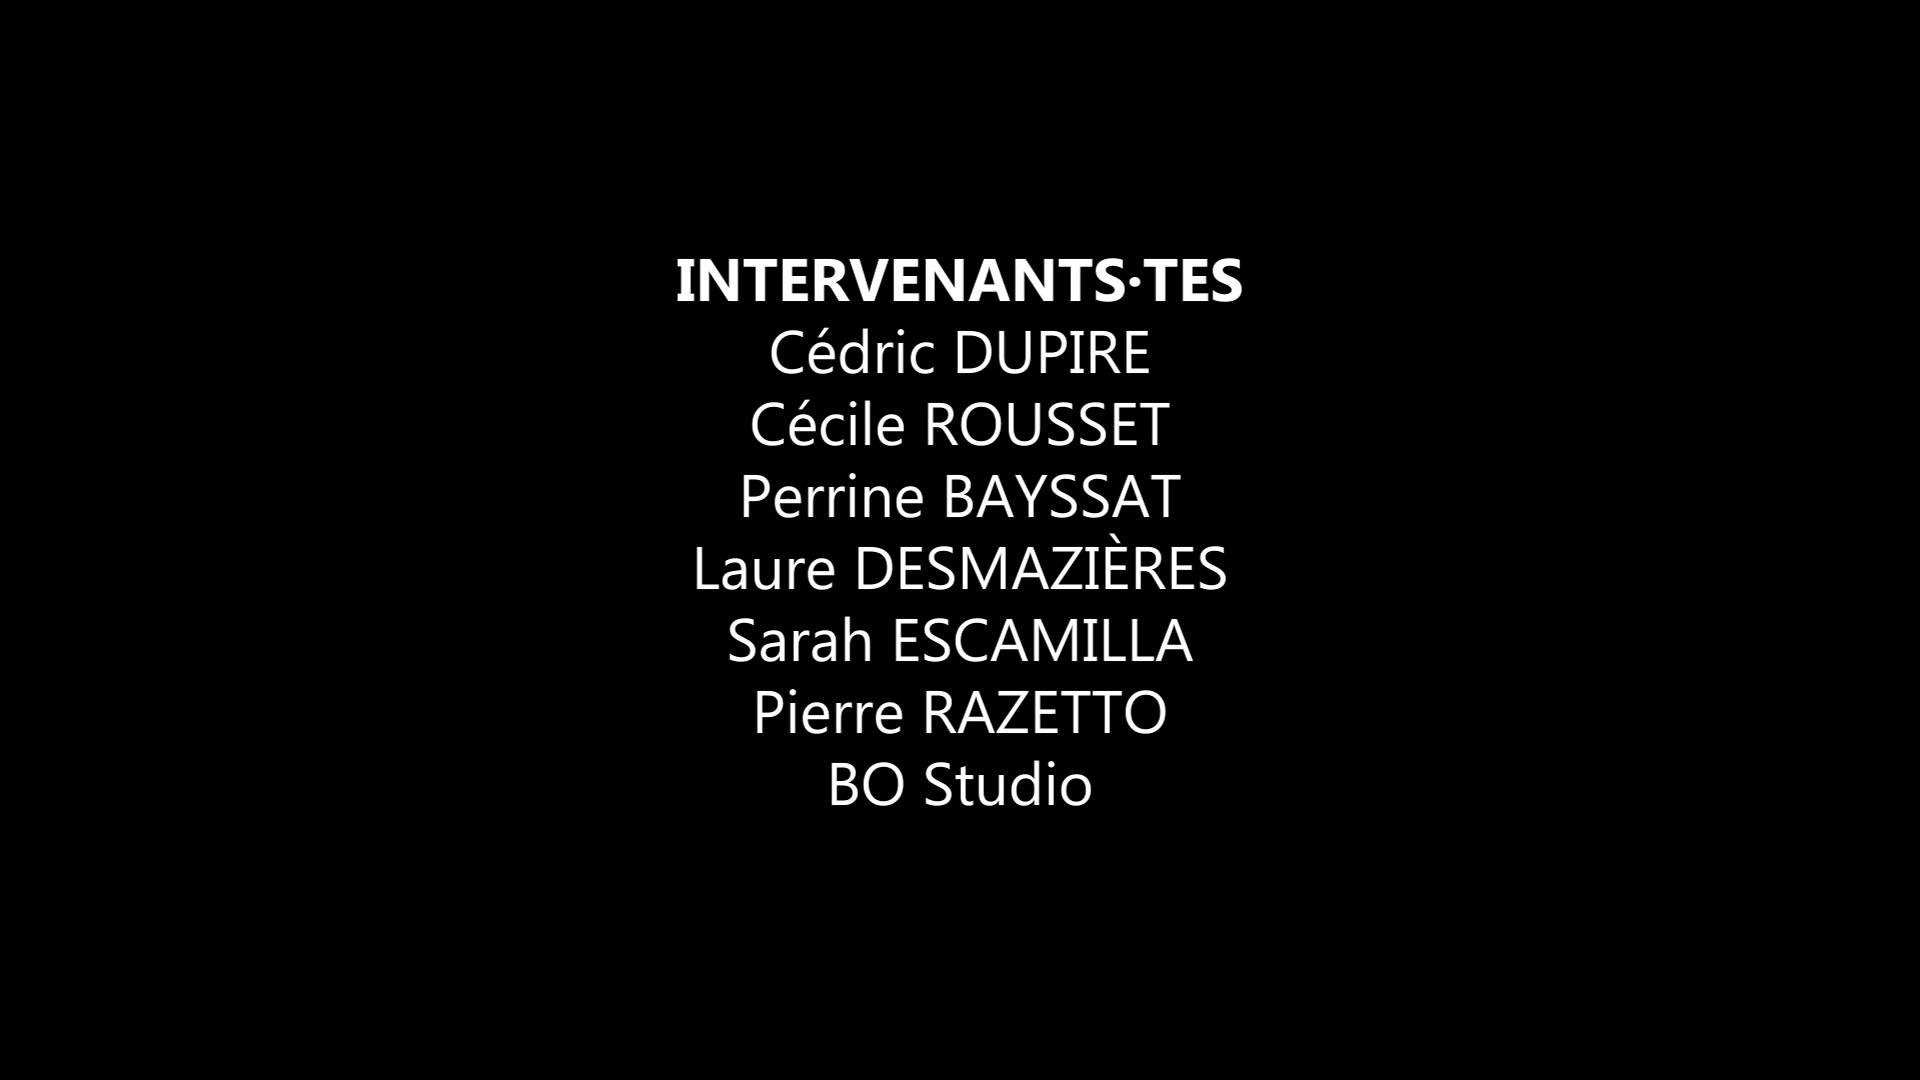 INTERVENANTS·TES
Cédric DUPIRE
Cécile ROUSSET
Perrine BAYSSAT
Laure DESMAZIÈRES
Sarah ESCAMILLA
Pierre RAZETTO
BO Studio